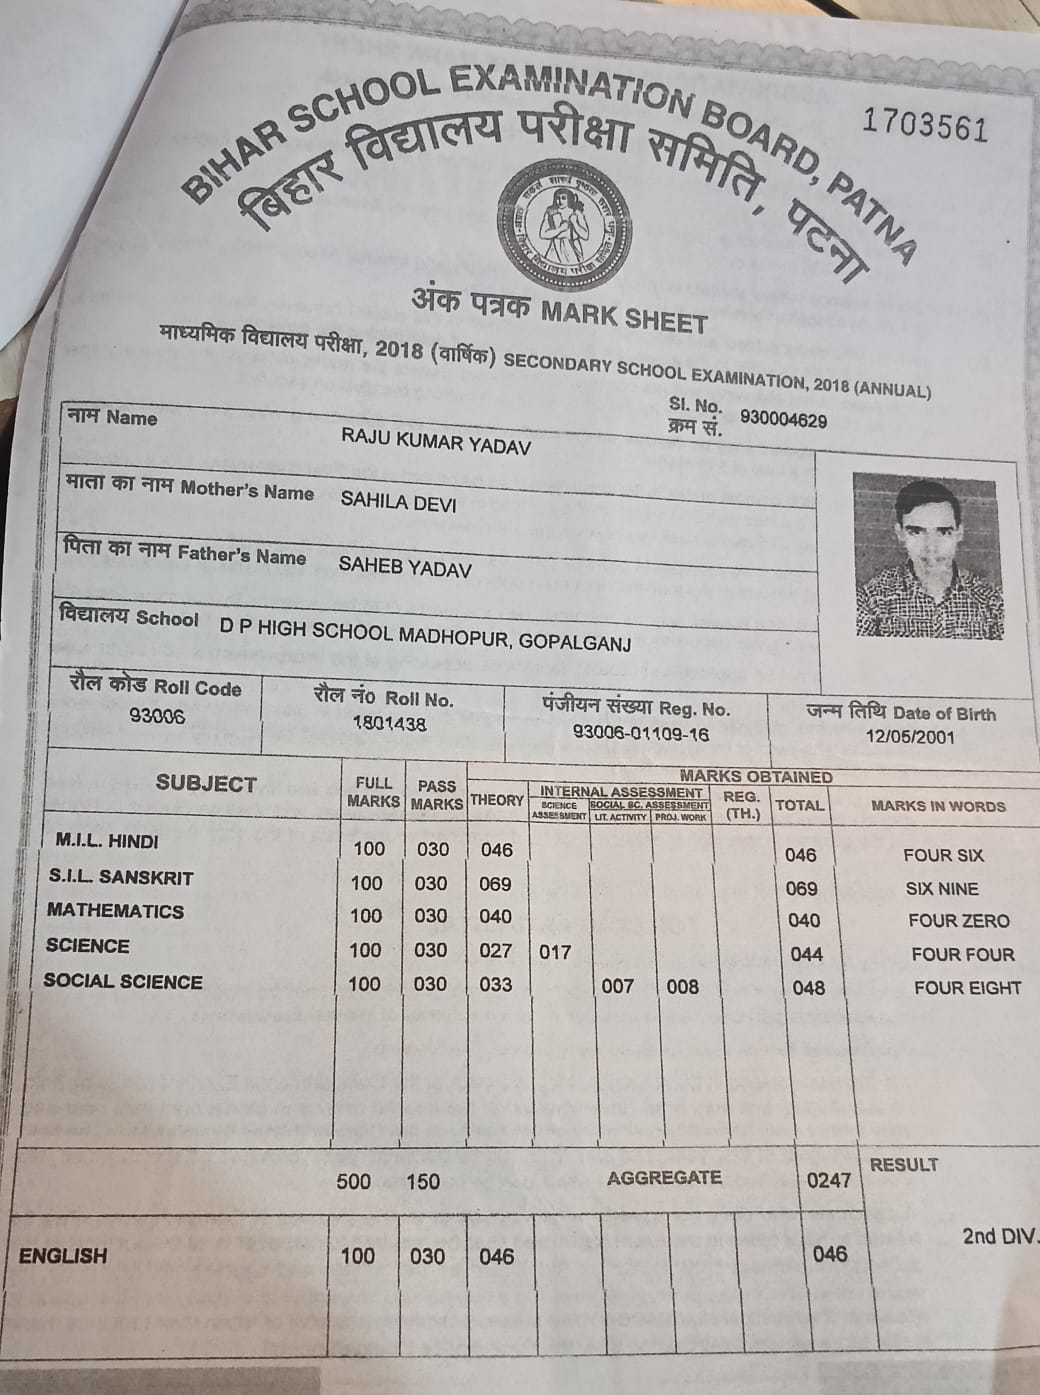 BIHAR SCHOOL EXAMINATION BOARD, PATNA
1703561
बिहार विद्यालय परीक्षा समिति, पटना
अंक पत्रक MARK SHEET
माध्यमिक विद्यालय परीक्षा, 2018 (वार्षिक) SECONDARY SCHOOL EXAMINATION, 2018 (ANNUAL)
Sl. No. 930004629
क्रम सं.
नाम Name RAJU KUMAR YADAV
माता का नाम Mother's Name SAHILA DEVI
पिता का नाम Father's Name SAHEB YADAV
विद्यालय School D P HIGH SCHOOL MADHOPUR, GOPALGANJ
रौल कोड Roll Code रौल नं० Roll No. पंजीयन संख्या Reg. No. जन्म तिथि Date of Birth
93006 1801438 93006-01109-16 12/05/2001
MARKS OBTAINED
SUBJECT FULL MARKS PASS MARKS THEORY INTERNAL ASSESSMENT REG. (TH.) TOTAL MARKS IN WORDS
SCIENCE ASSESSMENT SOCIAL SC. ASSESSMENT
LIT. ACTIVITY PROJ. WORK
M.I.L. HINDI 100 030 046 046 FOUR SIX
S.I.L. SANSKRIT 100 030 069 069 SIX NINE
MATHEMATICS 100 030 040 040 FOUR ZERO
SCIENCE 100 030 027 017 044 FOUR FOUR
SOCIAL SCIENCE 100 030 033 007 008 048 FOUR EIGHT
500 150 AGGREGATE 0247 RESULT
2nd DIV.
ENGLISH 100 030 046 046